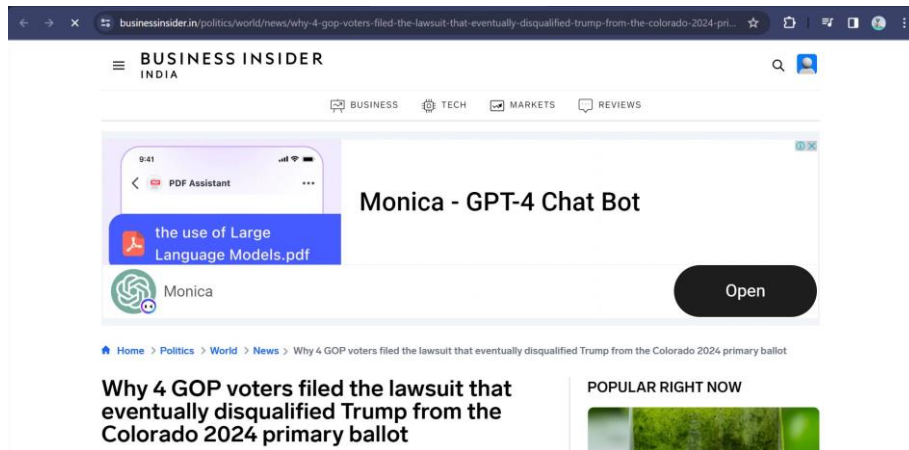 businessinsider.in/politics/world/news/why-4-gop-voters-filed-the-lawsuit-that-eventually-disqualified-trump-from-the-colorado-2024-pri...
BUSINESS INSIDER
INDIA
BUSINESS TECH MARKETS REVIEWS
9:41
PDF Assistant
the use of Large
Language Models.pdf
Monica - GPT-4 Chat Bot
Monica
Open
Home > Politics > World > News > Why 4 GOP voters filed the lawsuit that eventually disqualified Trump from the Colorado 2024 primary ballot
Why 4 GOP voters filed the lawsuit that
eventually disqualified Trump from the
Colorado 2024 primary ballot
POPULAR RIGHT NOW